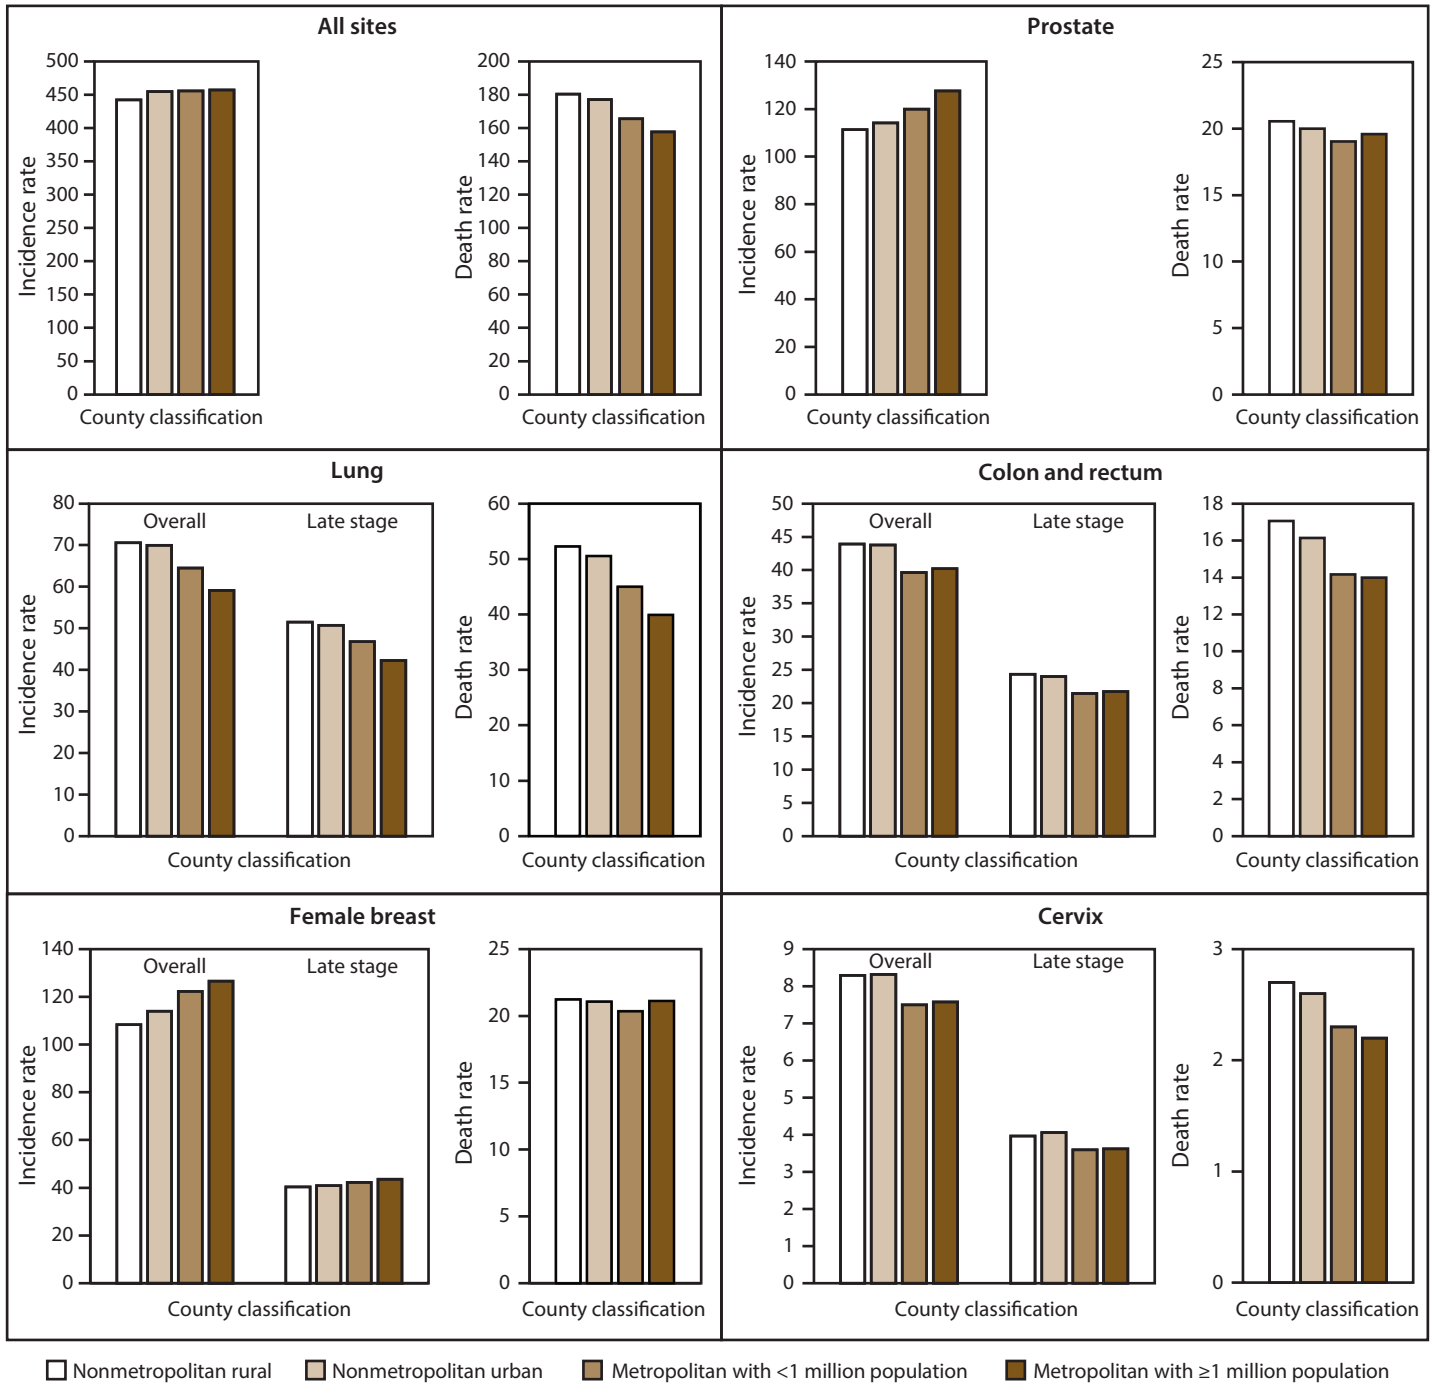 All sites
500
450
400
350
300
250
200
150
100
50
0
Incidence rate
County classification
200
180
160
140
120
100
80
60
40
20
0
Death rate
County classification
Prostate
140
120
100
80
60
40
20
0
Incidence rate
County classification
25
20
15
10
5
0
Death rate
County classification
Lung
80
70
60
50
40
30
20
10
0
Incidence rate
Overall
Late stage
County classification
60
50
40
30
20
10
0
Death rate
County classification
Colon and rectum
50
45
40
35
30
25
20
15
10
5
0
Incidence rate
Overall
Late stage
County classification
18
16
14
12
10
8
6
4
2
0
Death rate
County classification
Female breast
140
120
100
80
60
40
20
0
Incidence rate
Overall
Late stage
County classification
25
20
15
10
5
0
Death rate
County classification
Cervix
9
8
7
6
5
4
3
2
1
0
Incidence rate
Overall
Late stage
County classification
3
2
1
0
Death rate
County classification
Nonmetropolitan rural
Nonmetropolitan urban
Metropolitan with <1 million population
Metropolitan with ≥1 million population